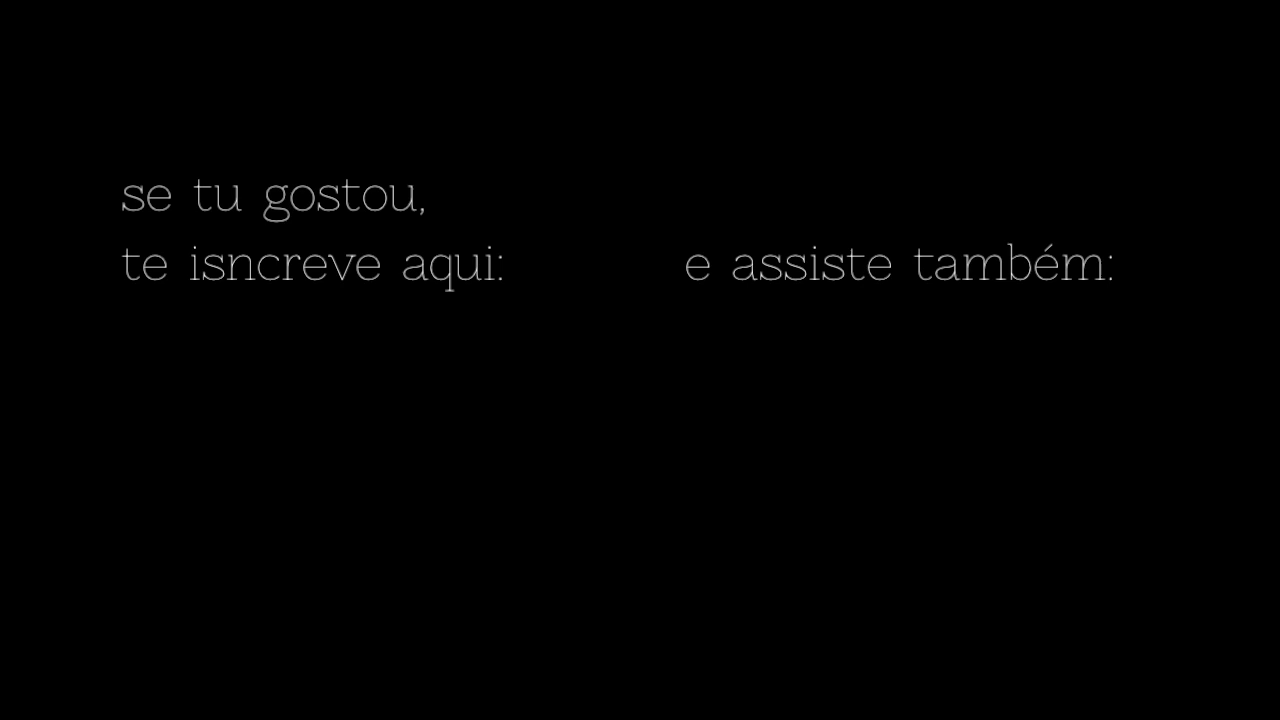 se tu gostou,
te isncreve aqui:
e assiste também: